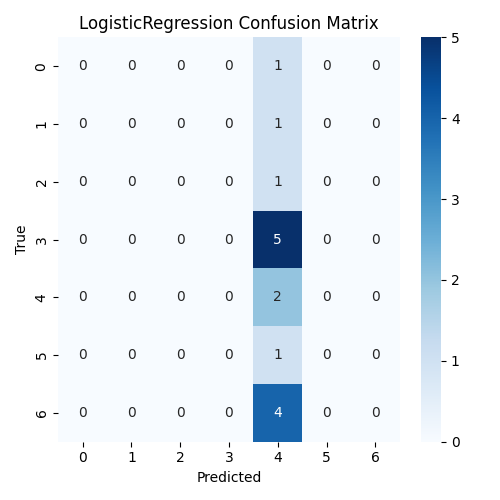 LogisticRegression Confusion Matrix
0 0 0 0 0 1 0 0
1 0 0 0 0 1 0 0
2 0 0 0 0 1 0 0
3 0 0 0 0 5 0 0
4 0 0 0 0 2 0 0
5 0 0 0 0 1 0 0
6 0 0 0 0 4 0 0
0 1 2 3 4 5 6
True
Predicted
5
4
3
2
1
0